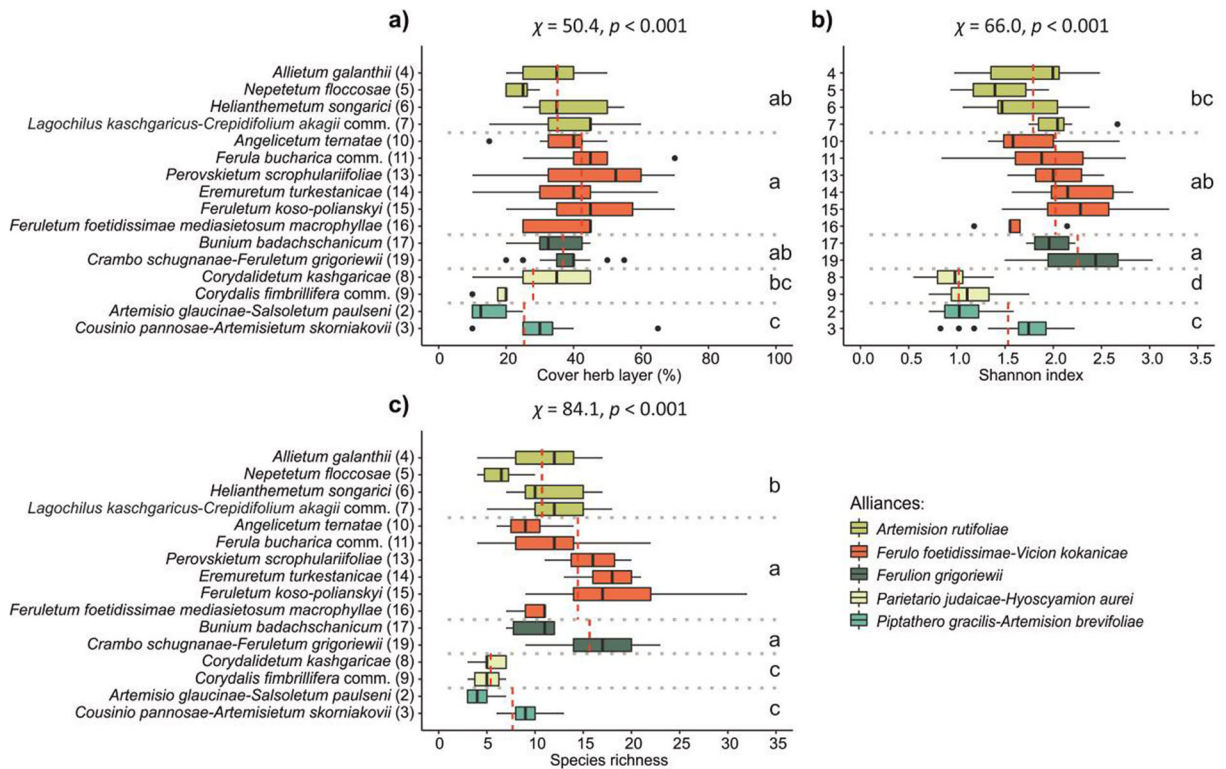 a)
χ = 50.4, p < 0.001
Allietum galanthii (4)
Nepetetum floccosae (5)
Helianthemetum songarici (6)
Lagochilus kaschgaricus-Crepidifolium akagii comm. (7)
Angelicetum ternatae (10)
Ferula bucharica comm. (11)
Perovskietum scrophulariifoliae (13)
Eremuretum turkestanicae (14)
Feruletum koso-polianskyi (15)
Feruletum foetidissimae mediasietosum macrophyllae (16)
Bunium badachschanicum (17)
Crambo schugnanae-Feruletum grigoriewii (19)
Corydalidetum kashgaricae (8)
Corydalis fimbrillifera comm. (9)
Artemisio glaucinae-Salsoletum paulseni (2)
Cousinio pannosae-Artemisietum skorniakovii (3)
ab
a
ab
bc
c
0 20 40 60 80 100
Cover herb layer (%)
b)
χ = 66.0, p < 0.001
4
5
6
7
10
11
13
14
15
16
17
19
8
9
2
3
bc
ab
a
d
c
0.0 0.5 1.0 1.5 2.0 2.5 3.0 3.5
Shannon index
c)
χ = 84.1, p < 0.001
Allietum galanthii (4)
Nepetetum floccosae (5)
Helianthemetum songarici (6)
Lagochilus kaschgaricus-Crepidifolium akagii comm. (7)
Angelicetum ternatae (10)
Ferula bucharica comm. (11)
Perovskietum scrophulariifoliae (13)
Eremuretum turkestanicae (14)
Feruletum koso-polianskyi (15)
Feruletum foetidissimae mediasietosum macrophyllae (16)
Bunium badachschanicum (17)
Crambo schugnanae-Feruletum grigoriewii (19)
Corydalidetum kashgaricae (8)
Corydalis fimbrillifera comm. (9)
Artemisio glaucinae-Salsoletum paulseni (2)
Cousinio pannosae-Artemisietum skorniakovii (3)
b
a
a
c
c
0 5 10 15 20 25 30 35
Species richness
Alliances:
Artemision rutifoliae
Ferulo foetidissimae-Vicion kokanicae
Ferulion grigoriewii
Parietario judaicae-Hyoscyamion aurei
Piptathero gracilis-Artemision brevifoliae